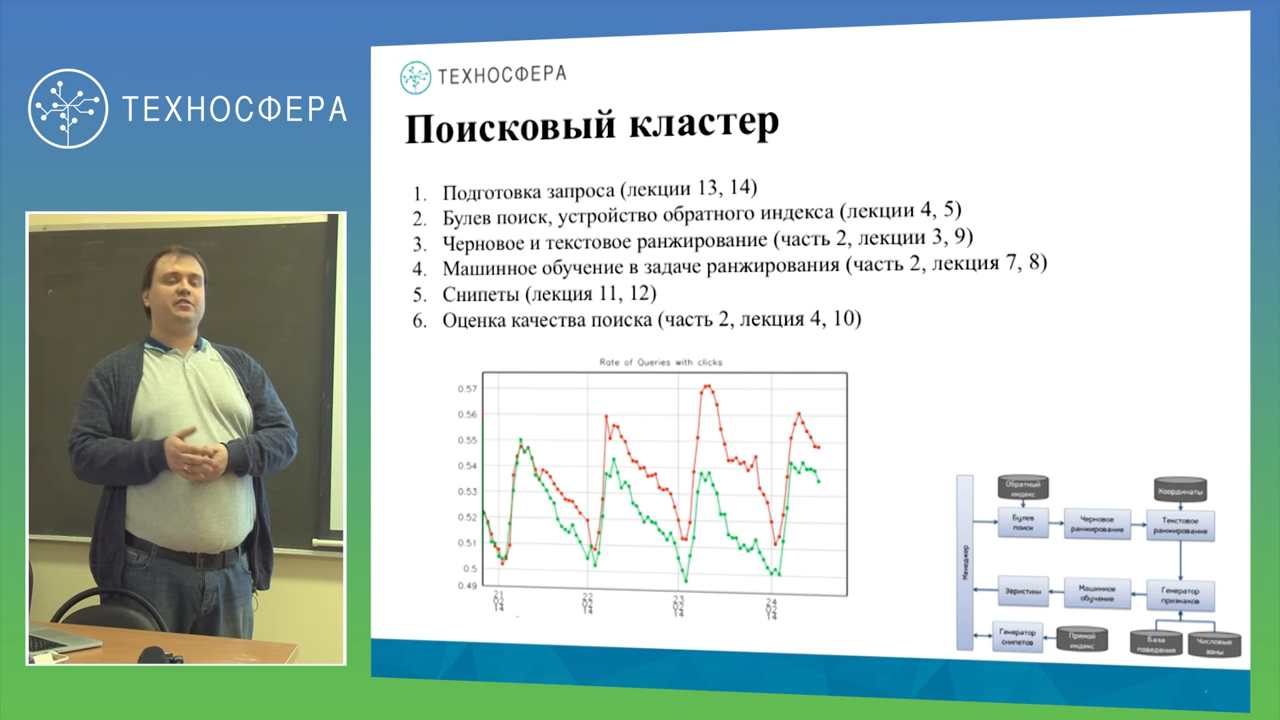 ТЕХНОСФЕРА
ТЕХНОСФЕРА
Поисковый кластер
1. Подготовка запроса (лекции 13, 14)
2. Булев поиск, устройство обратного индекса (лекции 4, 5)
3. Черновое и текстовое ранжирование (часть 2, лекции 3, 9)
4. Машинное обучение в задаче ранжирования (часть 2, лекция 7, 8)
5. Снипеты (лекция 11, 12)
6. Оценка качества поиска (часть 2, лекция 4, 10)
Rate of Queries with clicks
0.57
0.56
0.55
0.54
0.53
0.52
0.51
0.5
0.49
21
02
14
22
02
14
23
02
14
24
02
14
Менеджер
Обратный
индекс
Координаты
Булев
поиск
Черновое
ранжирование
Текстовое
ранжирование
Эвристики
Машинное
обучение
Генератор
признаков
Генератор
снипетов
Прямой
индекс
База
поведения
Числовые
зоны